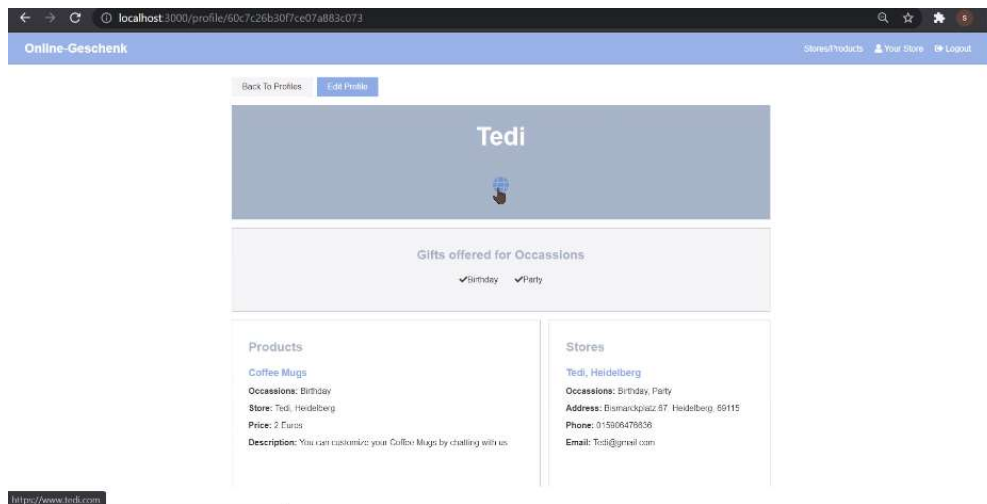 localhost:3000/profile/60c7c26b30f7ce07a883c073
Online-Geschenk
Stores/Products Your Store Logout
Back To Profiles Edit Profile
Tedi
Gifts offered for Occassions
Birthday Party
Products
Coffee Mugs
Occassions: Birthday
Store: Tedi, Heidelberg
Price: 2 Euros
Description: You can customize your Coffee Mugs by chatting with us
Stores
Tedi, Heidelberg
Occassions: Birthday, Party
Address: Bismarckplatz 67, Heidelberg, 69115
Phone: 015906476636
Email: Tedi@gmail.com
https://www.tedi.com